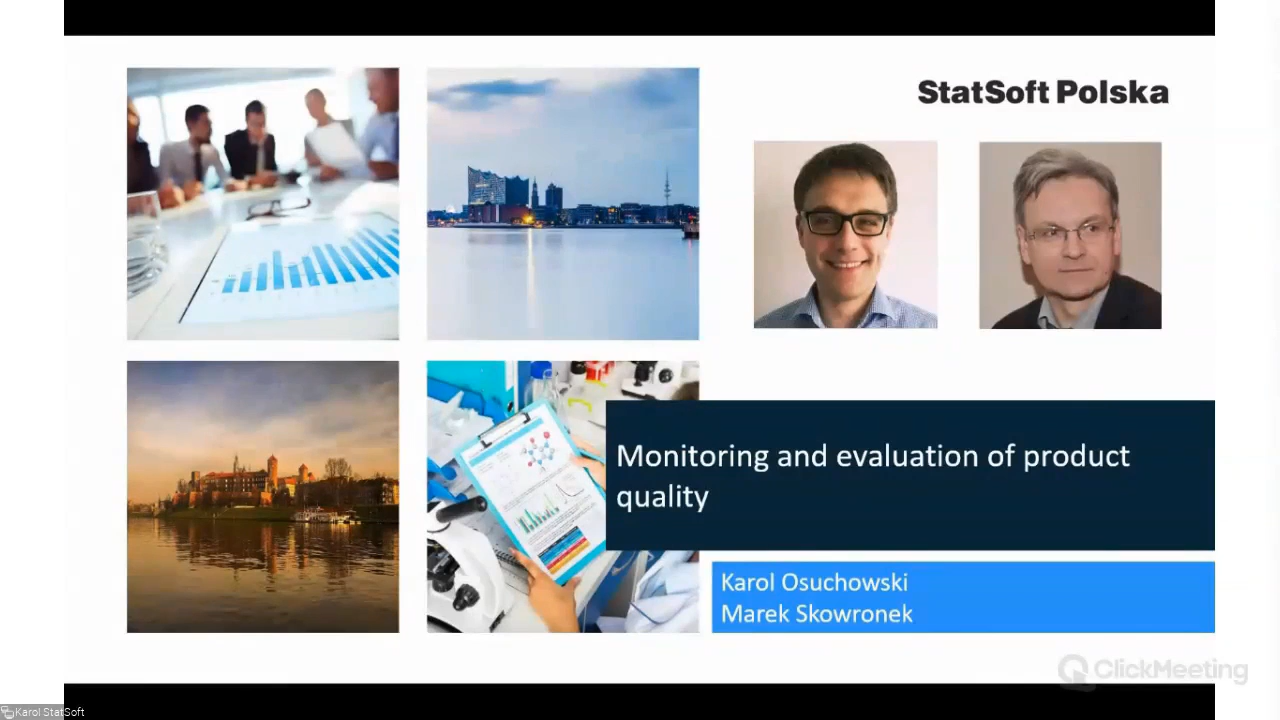 StatSoft Polska
Monitoring and evaluation of product
quality
Karol Osuchowski
Marek Skowronek
ClickMeeting
Karol StatSoft